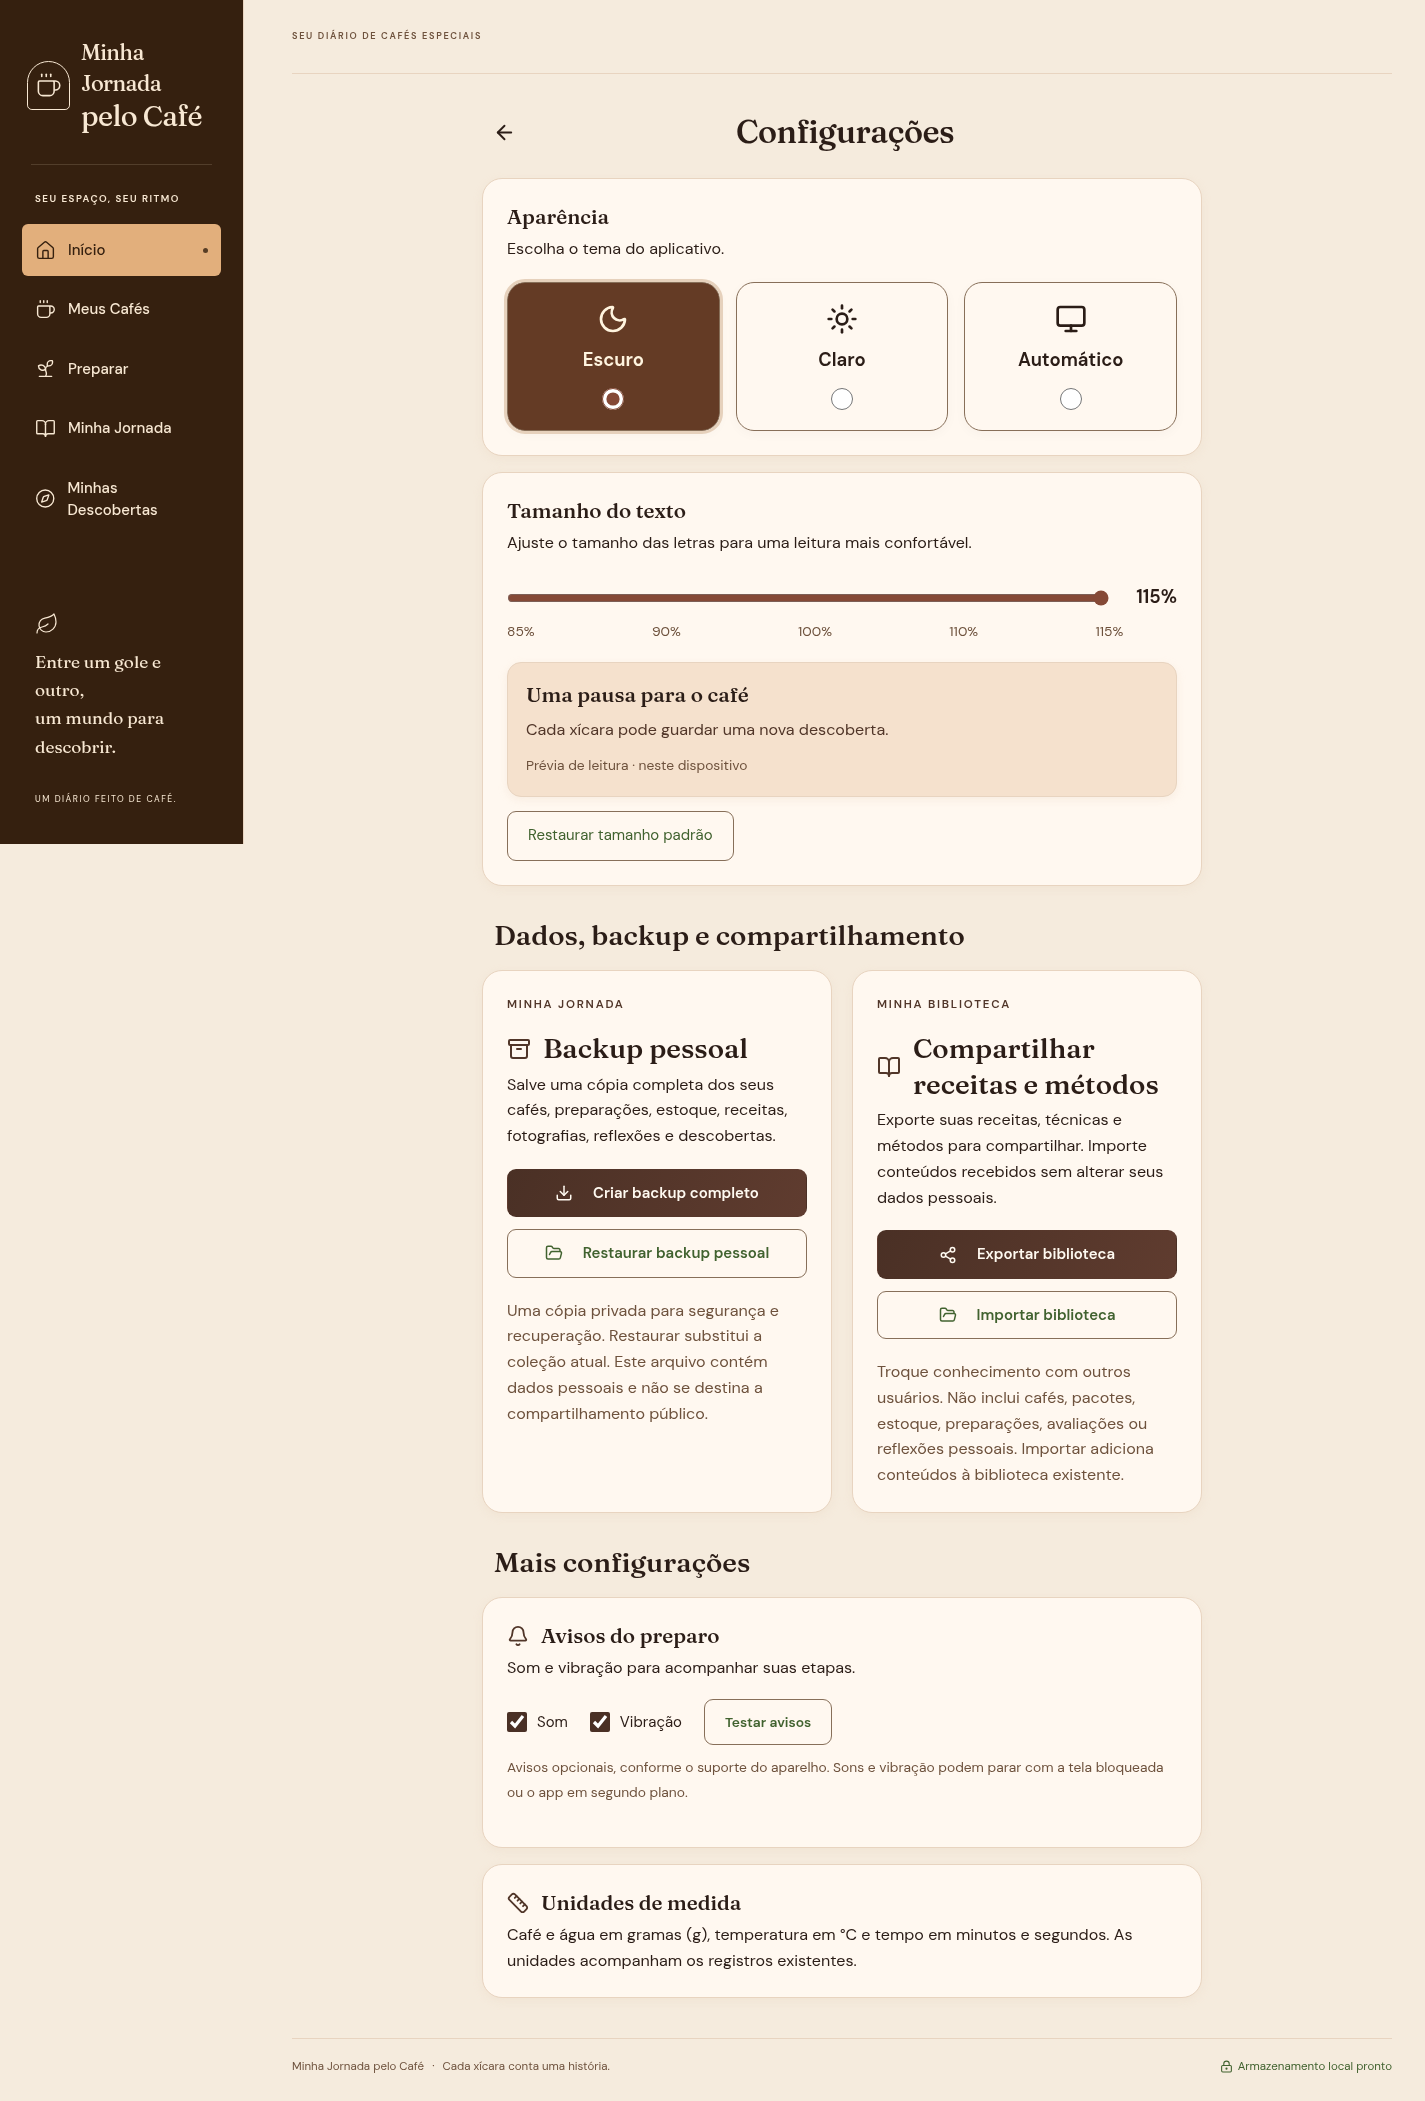 Minha
Jornada
pelo Café
SEU ESPAÇO, SEU RITMO
Início
Meus Cafés
Preparar
Minha Jornada
Minhas
Descobertas
Entre um gole e
outro,
um mundo para
descobrir.
UM DIÁRIO FEITO DE CAFÉ.
SEU DIÁRIO DE CAFÉS ESPECIAIS
Configurações
Aparência
Escolha o tema do aplicativo.
Escuro
Claro
Automático
Tamanho do texto
Ajuste o tamanho das letras para uma leitura mais confortável.
115%
85% 90% 100% 110% 115%
Uma pausa para o café
Cada xícara pode guardar uma nova descoberta.
Prévia de leitura · neste dispositivo
Restaurar tamanho padrão
Dados, backup e compartilhamento
MINHA JORNADA
Backup pessoal
Salve uma cópia completa dos seus
cafés, preparações, estoque, receitas,
fotografias, reflexões e descobertas.
Criar backup completo
Restaurar backup pessoal
Uma cópia privada para segurança e
recuperação. Restaurar substitui a
coleção atual. Este arquivo contém
dados pessoais e não se destina a
compartilhamento público.
MINHA BIBLIOTECA
Compartilhar
receitas e métodos
Exporte suas receitas, técnicas e
métodos para compartilhar. Importe
conteúdos recebidos sem alterar seus
dados pessoais.
Exportar biblioteca
Importar biblioteca
Troque conhecimento com outros
usuários. Não inclui cafés, pacotes,
estoque, preparações, avaliações ou
reflexões pessoais. Importar adiciona
conteúdos à biblioteca existente.
Mais configurações
Avisos do preparo
Som e vibração para acompanhar suas etapas.
Som
Vibração
Testar avisos
Avisos opcionais, conforme o suporte do aparelho. Sons e vibração podem parar com a tela bloqueada
ou o app em segundo plano.
Unidades de medida
Café e água em gramas (g), temperatura em °C e tempo em minutos e segundos. As
unidades acompanham os registros existentes.
Minha Jornada pelo Café · Cada xícara conta uma história.
Armazenamento local pronto